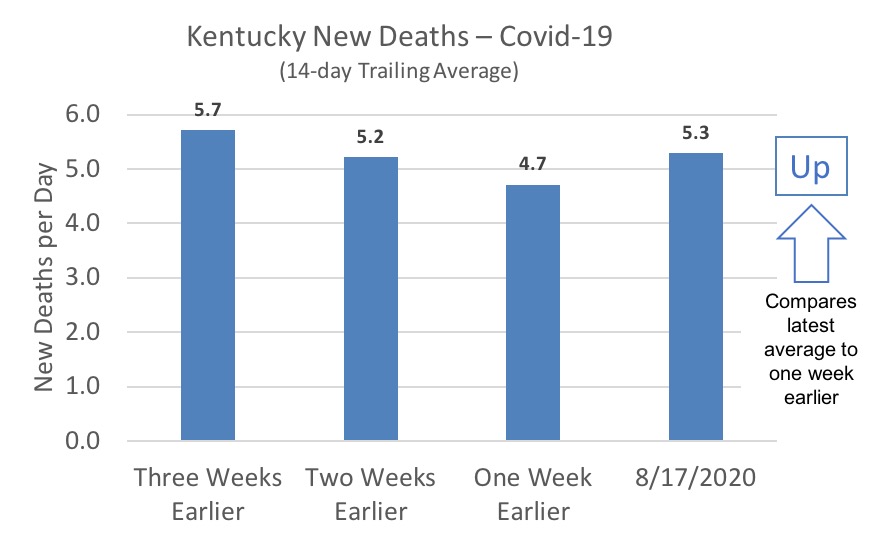 Kentucky New Deaths – Covid-19
(14-day Trailing Average)
New Deaths per Day
6.0
5.0
4.0
3.0
2.0
1.0
0.0
5.7
5.2
4.7
5.3
Three Weeks
Earlier
Two Weeks
Earlier
One Week
Earlier
8/17/2020
Up
Compares
latest
average to
one week
earlier